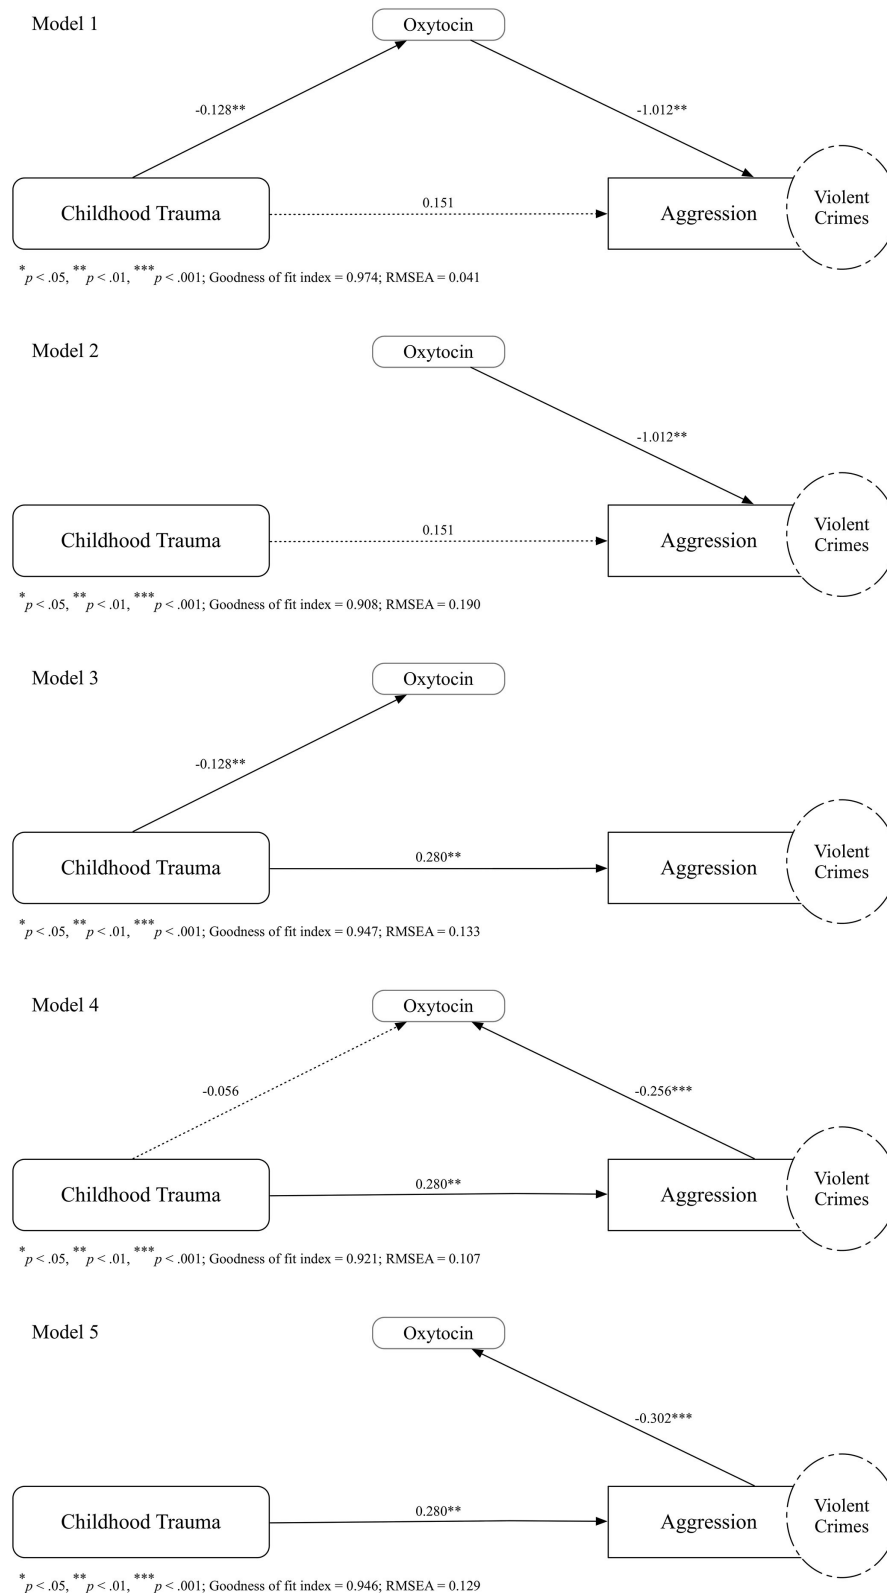 Model 1
Oxytocin
-0.128**
-1.012**
Childhood Trauma
0.151
Aggression
Violent
Crimes
*p < .05, **p < .01, ***p < .001; Goodness of fit index = 0.974; RMSEA = 0.041
Model 2
Oxytocin
-1.012**
Childhood Trauma
0.151
Aggression
Violent
Crimes
*p < .05, **p < .01, ***p < .001; Goodness of fit index = 0.908; RMSEA = 0.190
Model 3
Oxytocin
-0.128**
Childhood Trauma
0.280**
Aggression
Violent
Crimes
*p < .05, **p < .01, ***p < .001; Goodness of fit index = 0.947; RMSEA = 0.133
Model 4
Oxytocin
-0.056
-0.256***
Childhood Trauma
0.280**
Aggression
Violent
Crimes
*p < .05, **p < .01, ***p < .001; Goodness of fit index = 0.921; RMSEA = 0.107
Model 5
Oxytocin
-0.302***
Childhood Trauma
0.280**
Aggression
Violent
Crimes
*p < .05, **p < .01, ***p < .001; Goodness of fit index = 0.946; RMSEA = 0.129